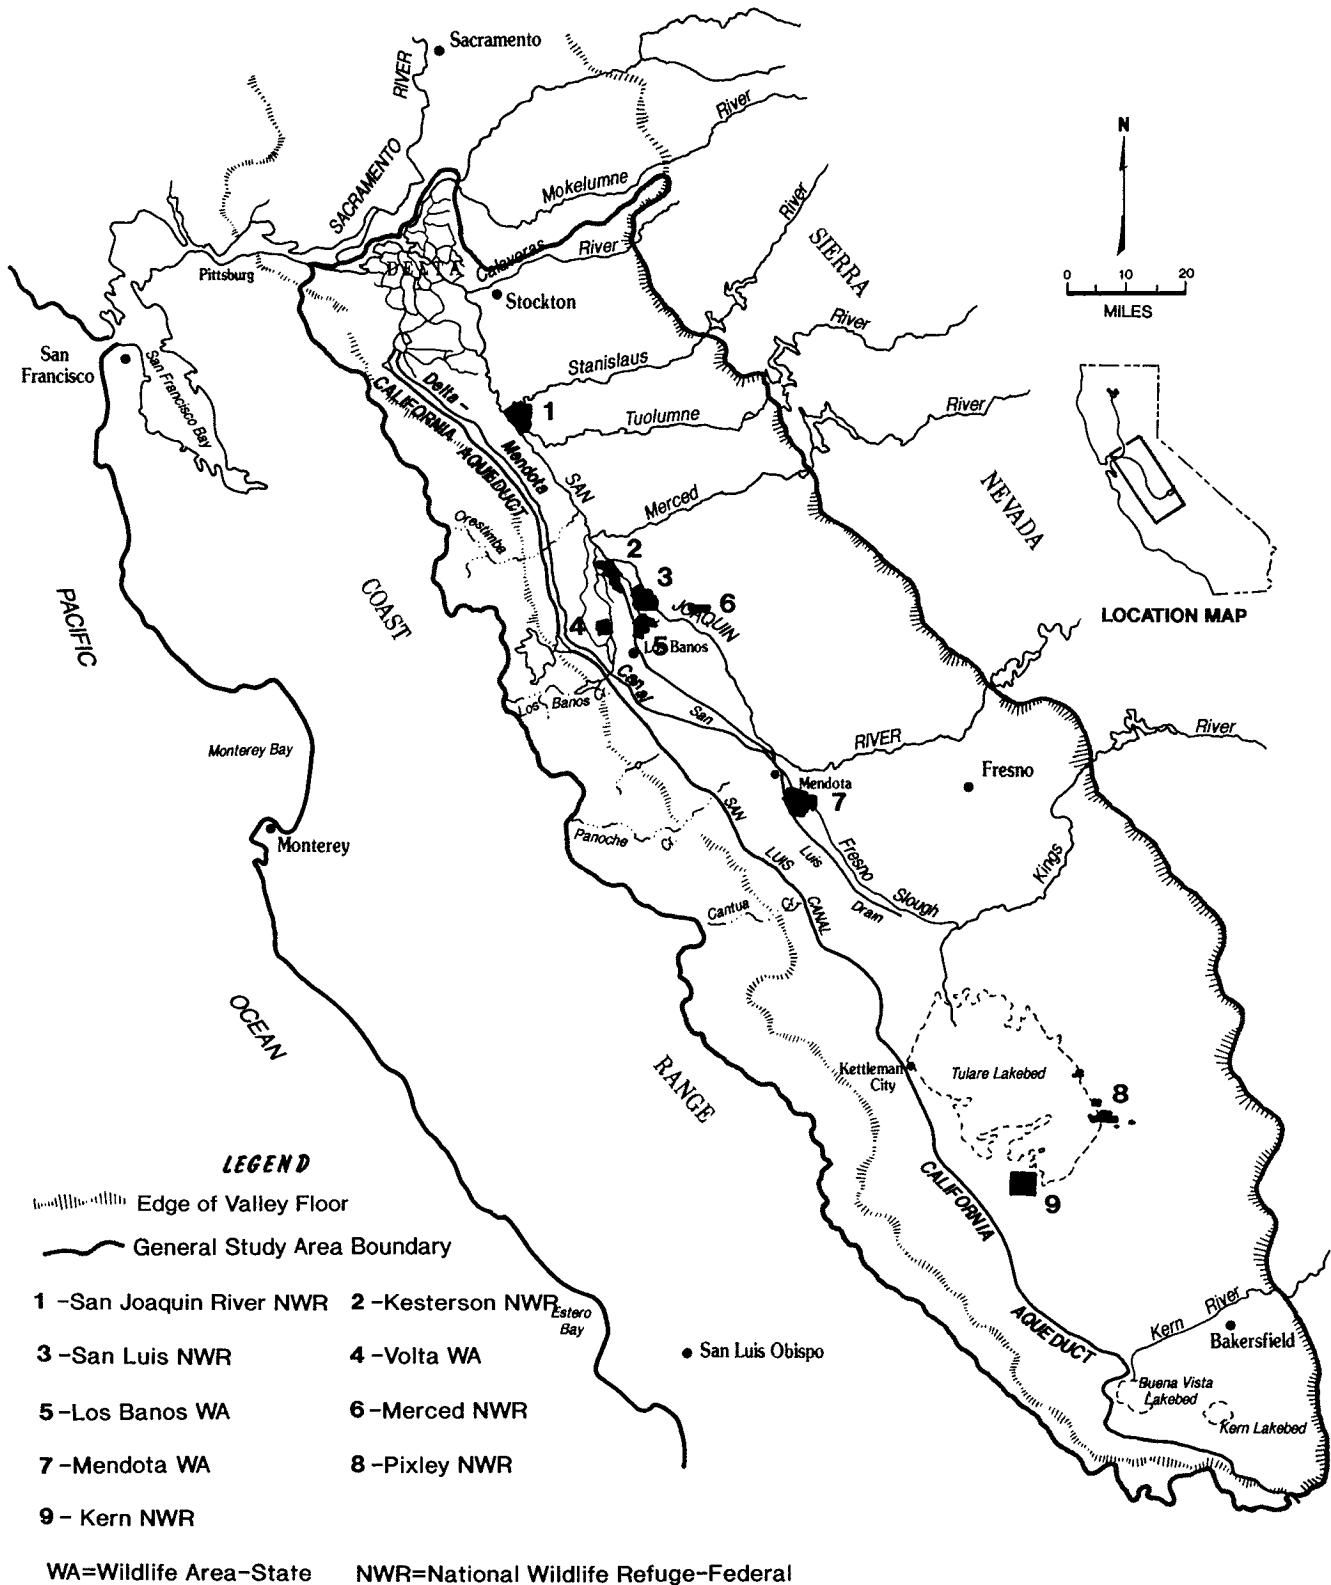 Sacramento
RIVER
SACRAMENTO
River
Mokelumne
River
N
SIERRA
Calaveras
River
DELTA
Pittsburg
Stockton
0 10 20
MILES
San
Francisco
San Francisco Bay
Stanislaus
River
Delta-
CALIFORNIA
AQUEDUCT
Mendota
1
Tuolumne
River
SAN
Merced
NEVADA
Orestimba
2
3
JOAQUIN
6
LOCATION MAP
PACIFIC
COAST
4
5
Los Banos
Canal
Los Banos Cr
San
RIVER
River
Monterey Bay
Fresno
Mendota
7
Monterey
SAN
LUIS
CANAL
Panoche Cr
Luis
Drain
Fresno
Slough
Kings
Cantua Cr
OCEAN
RANGE
Kettleman
City
Tulare Lakebed
8
9
CALIFORNIA
AQUEDUCT
Kern
River
Bakersfield
Buena Vista
Lakebed
Kern Lakebed
Estero
Bay
San Luis Obispo
LEGEND
Edge of Valley Floor
General Study Area Boundary
1 -San Joaquin River NWR 2 -Kesterson NWR
3 -San Luis NWR 4 -Volta WA
5 -Los Banos WA 6 -Merced NWR
7 -Mendota WA 8 -Pixley NWR
9 - Kern NWR
WA=Wildlife Area-State NWR=National Wildlife Refuge-Federal